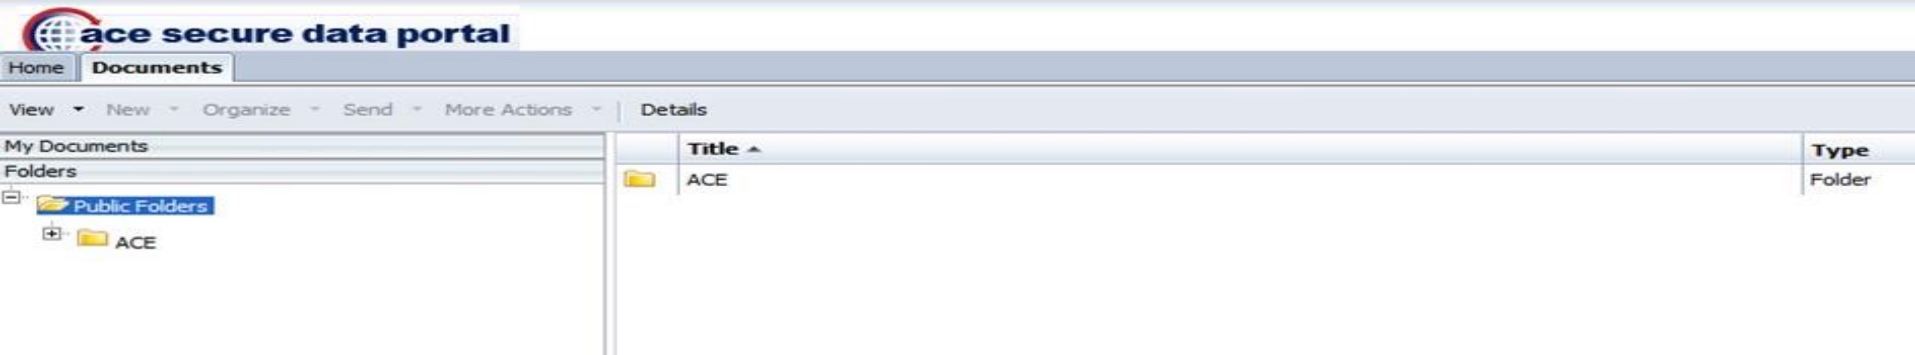 ace secure data portal
Home Documents
View New Organize Send More Actions Details
My Documents
Folders
Public Folders
ACE
Title Type
ACE Folder